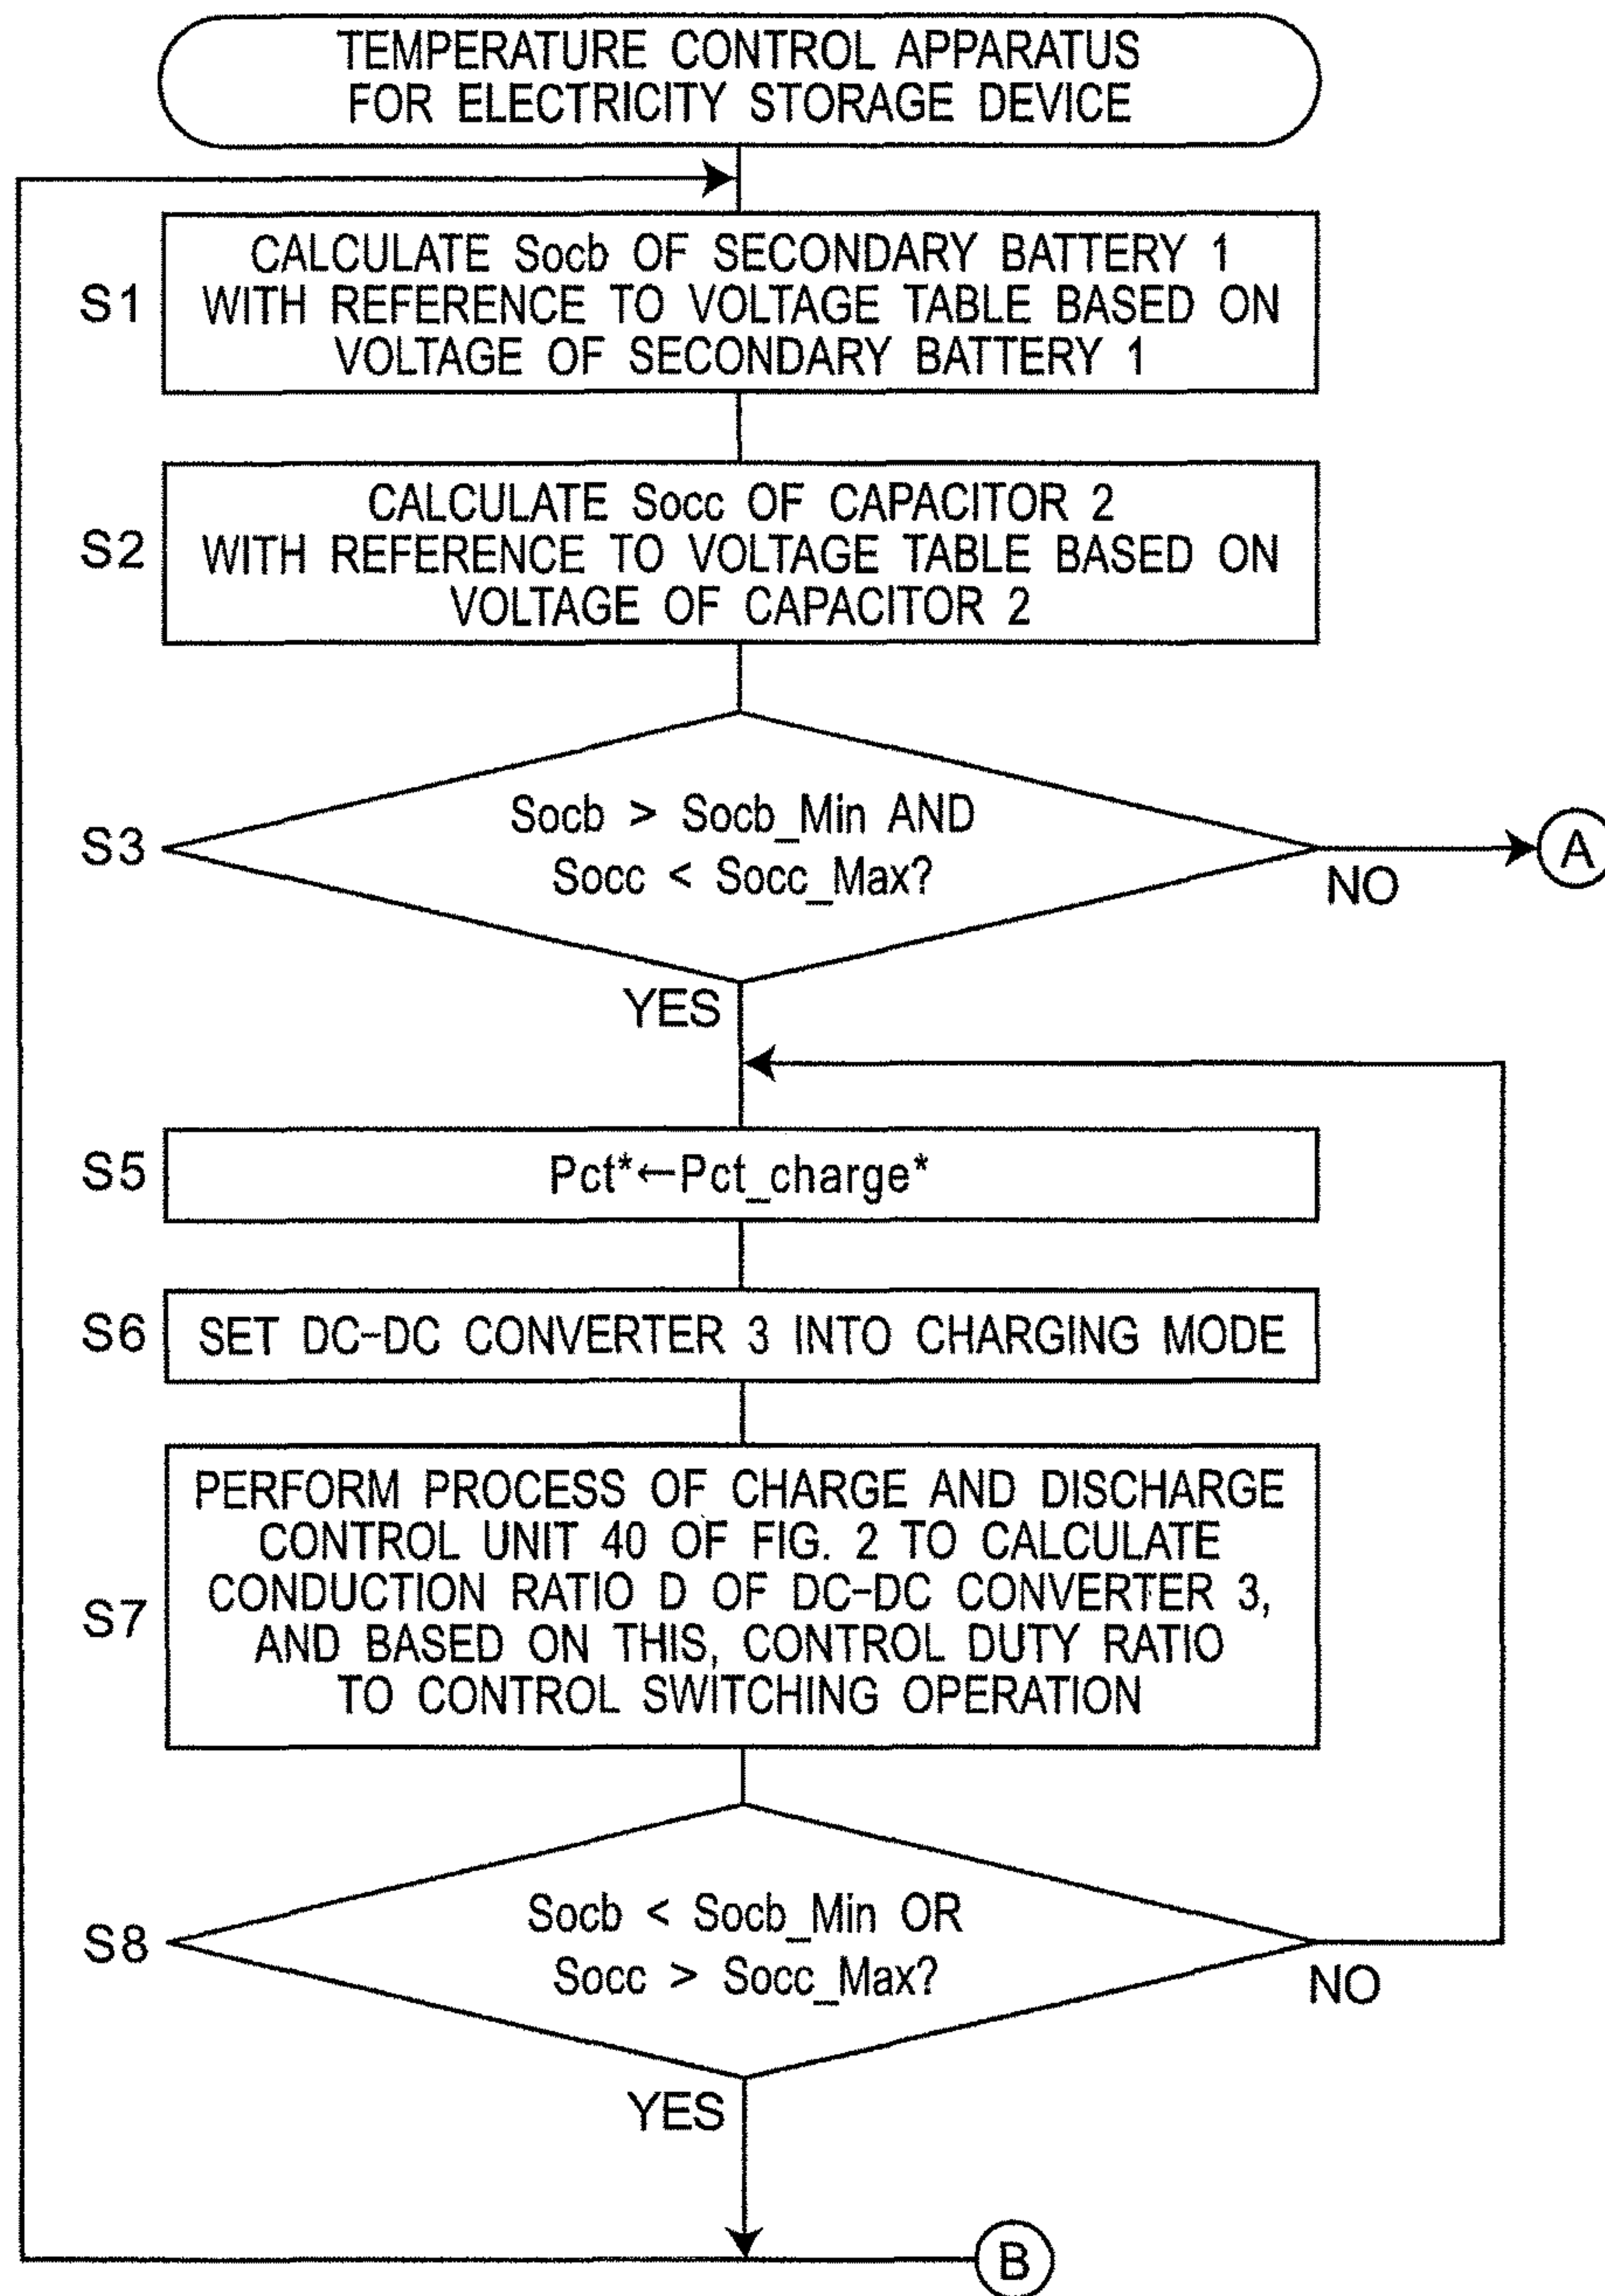 TEMPERATURE CONTROL APPARATUS
FOR ELECTRICITY STORAGE DEVICE
S1
CALCULATE Socb OF SECONDARY BATTERY 1
WITH REFERENCE TO VOLTAGE TABLE BASED ON
VOLTAGE OF SECONDARY BATTERY 1
S2
CALCULATE Socc OF CAPACITOR 2
WITH REFERENCE TO VOLTAGE TABLE BASED ON
VOLTAGE OF CAPACITOR 2
S3
Socb > Socb_Min AND
Socc < Socc_Max?
NO
A
YES
S5
Pct*←Pct_charge*
S6
SET DC-DC CONVERTER 3 INTO CHARGING MODE
S7
PERFORM PROCESS OF CHARGE AND DISCHARGE
CONTROL UNIT 40 OF FIG. 2 TO CALCULATE
CONDUCTION RATIO D OF DC-DC CONVERTER 3,
AND BASED ON THIS, CONTROL DUTY RATIO
TO CONTROL SWITCHING OPERATION
S8
Socb < Socb_Min OR
Socc > Socc_Max?
NO
YES
B